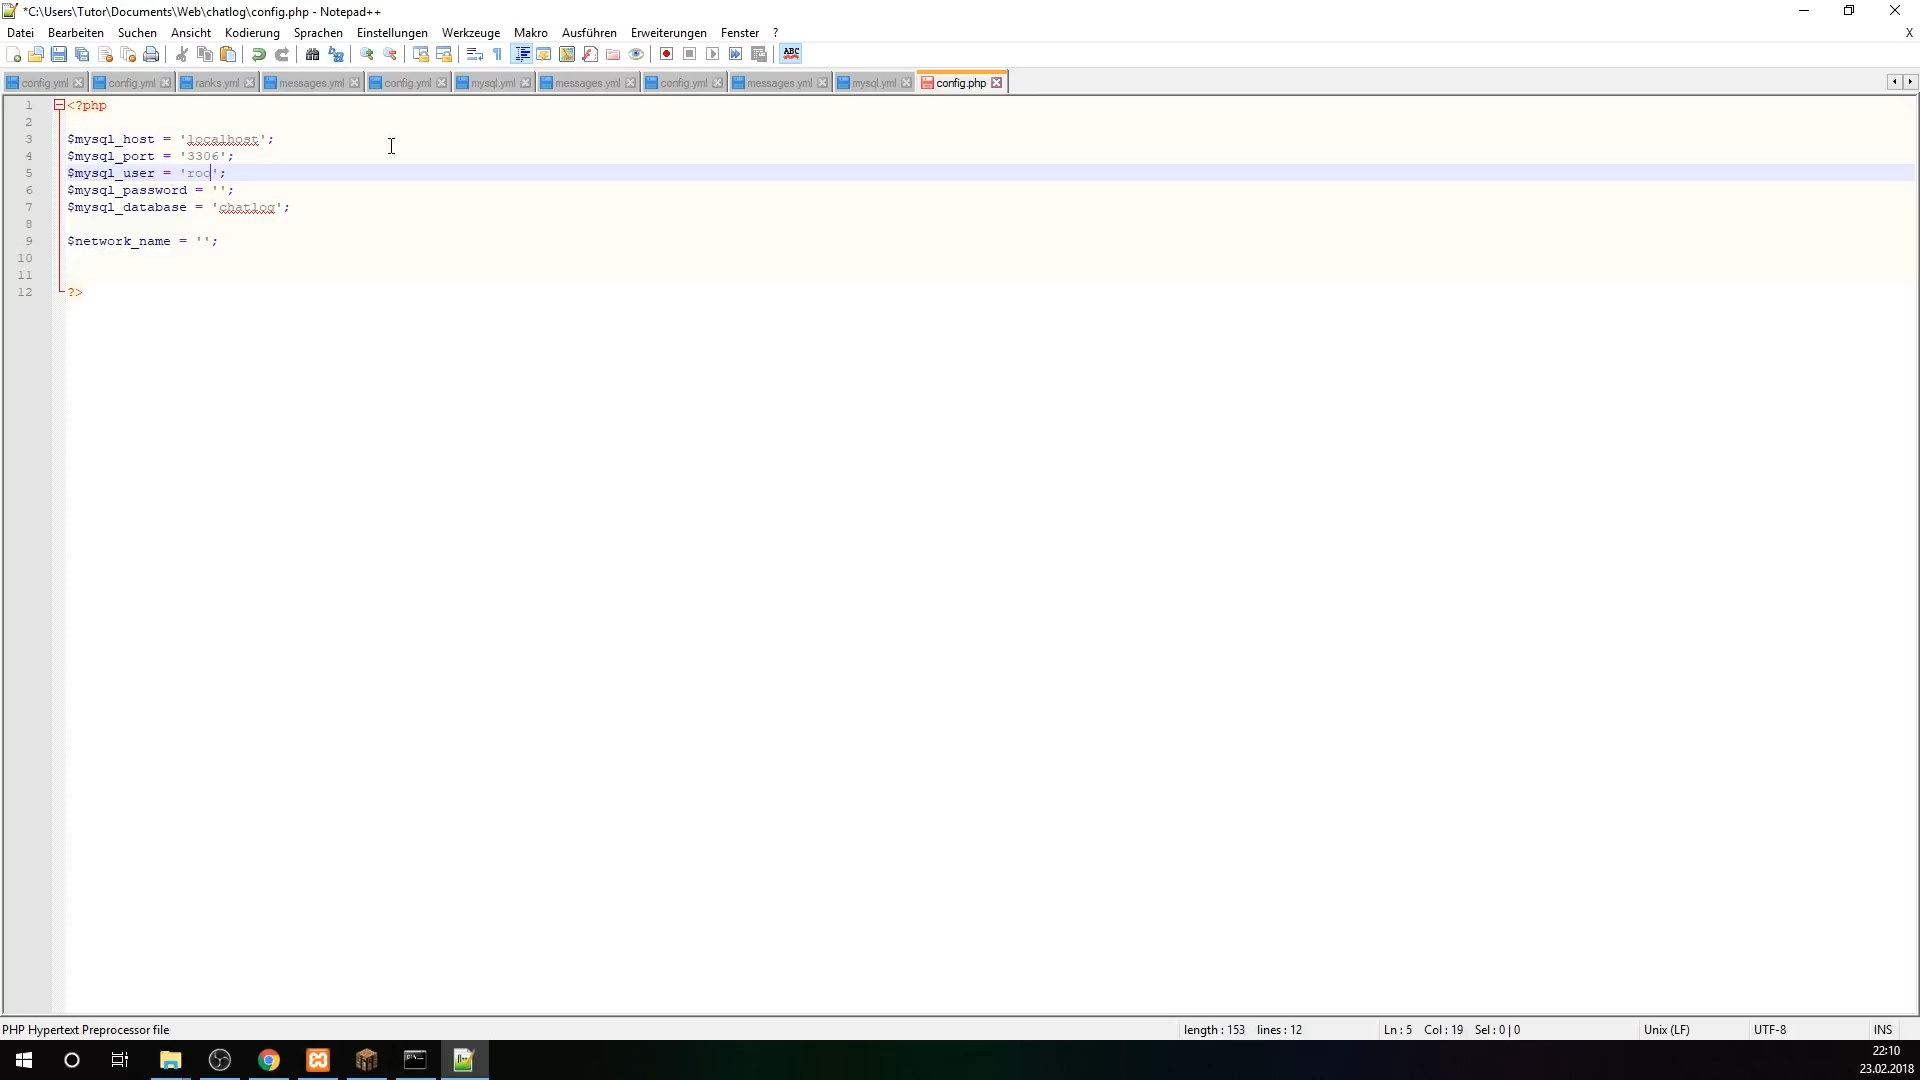 *C:\Users\Tutor\Documents\Web\chatlog\config.php - Notepad++
Datei Bearbeiten Suchen Ansicht Kodierung Sprachen Einstellungen Werkzeuge Makro Ausführen Erweiterungen Fenster ? X
ABC
config.yml config.yml ranks.yml messages.yml config.yml mysql.yml messages.yml config.yml messages.yml mysql.yml config.php
1 <?php
2
3 $mysql_host = 'localhost';
4 $mysql_port = '3306';
5 $mysql_user = 'roo';
6 $mysql_password = '';
7 $mysql_database = 'chatlog';
8
9 $network_name = '';
10
11
12 ?>
PHP Hypertext Preprocessor file length : 153 lines : 12 Ln : 5 Col : 19 Sel : 0 | 0 Unix (LF) UTF-8 INS
22:10
23.02.2018